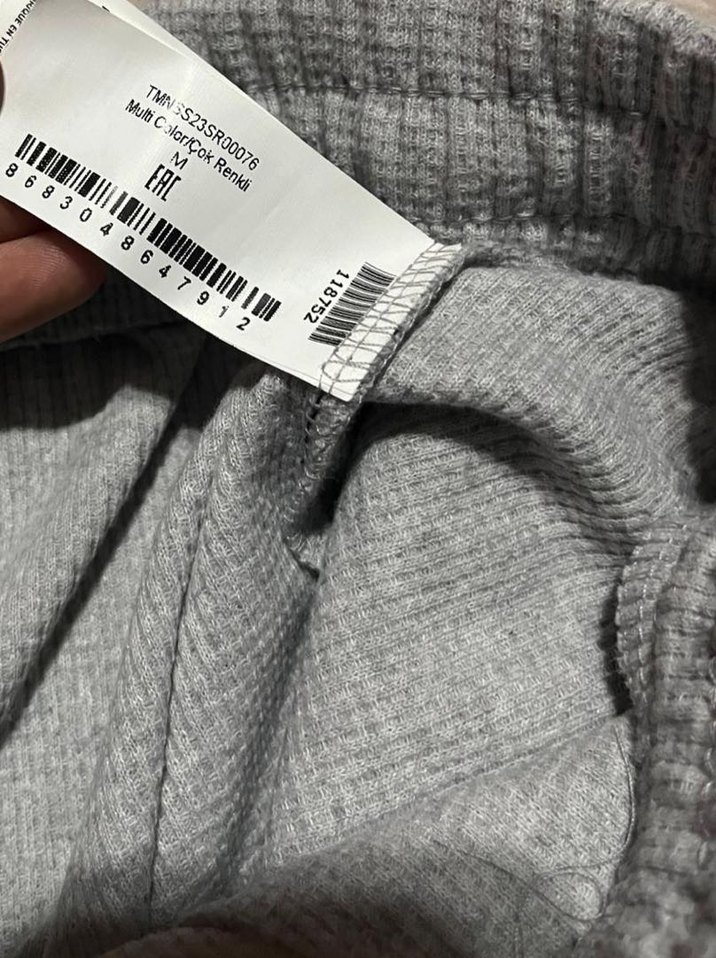 TMNSS23SR00076
Multi Color/Çok Renkli
M
EAC
8683048647912
118752